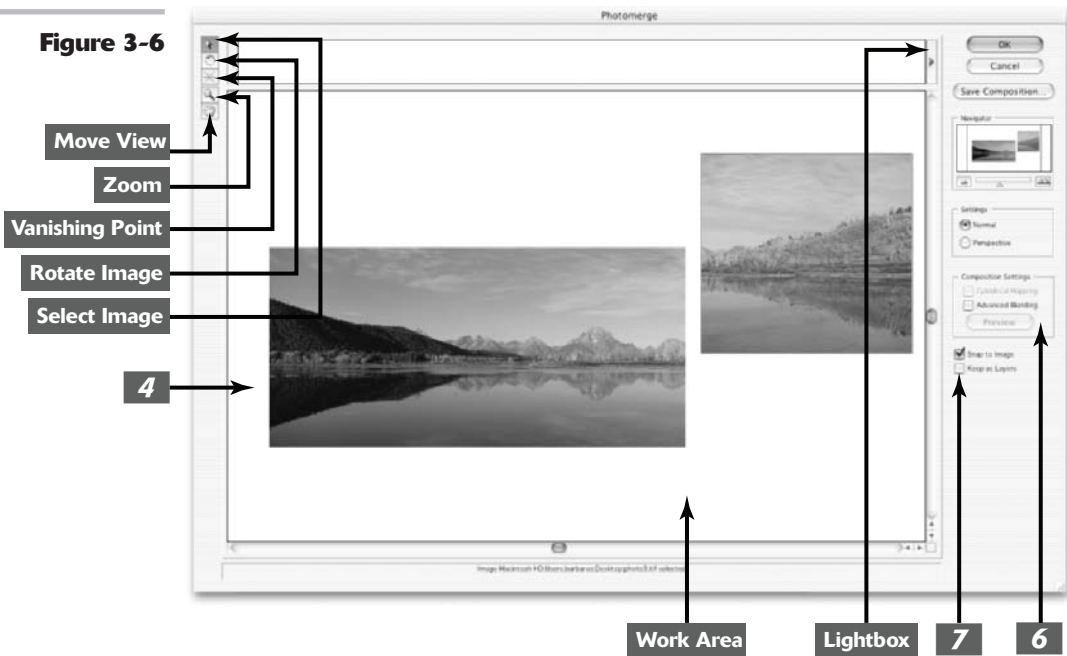 Photomerge
Figure 3-6
OK
Cancel
Save Composition...
Navigator
Move View
Zoom
Vanishing Point
Settings
Normal
Perspective
Rotate Image
Select Image
Composition Settings
Cylindrical Mapping
Advanced Blending
Preview
Snap to Image
Keep as Layers
4
Work Area
Lightbox
7
6